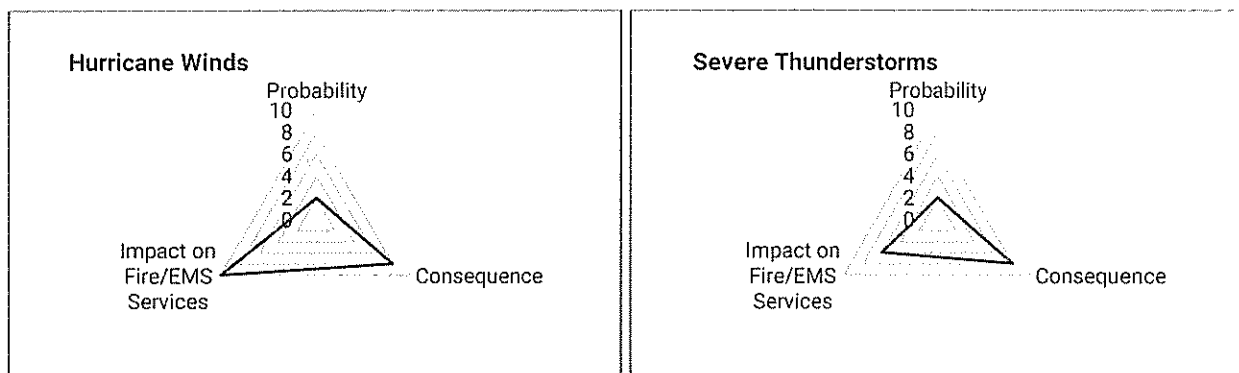 Hurricane Winds
Probability
10
8
6
4
2
0
Impact on
Fire/EMS
Services
Consequence
Severe Thunderstorms
Probability
10
8
6
4
2
0
Impact on
Fire/EMS
Services
Consequence